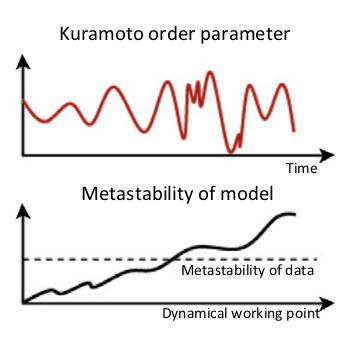 Kuramoto order parameter
Time
Metastability of model
Metastability of data
Dynamical working point